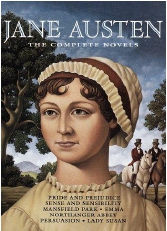 JANE AUSTEN
THE COMPLETE NOVELS
PRIDE AND PREJUDICE
SENSE AND SENSIBILITY
MANSFIELD PARK • EMMA
NORTHANGER ABBEY
PERSUASION • LADY SUSAN